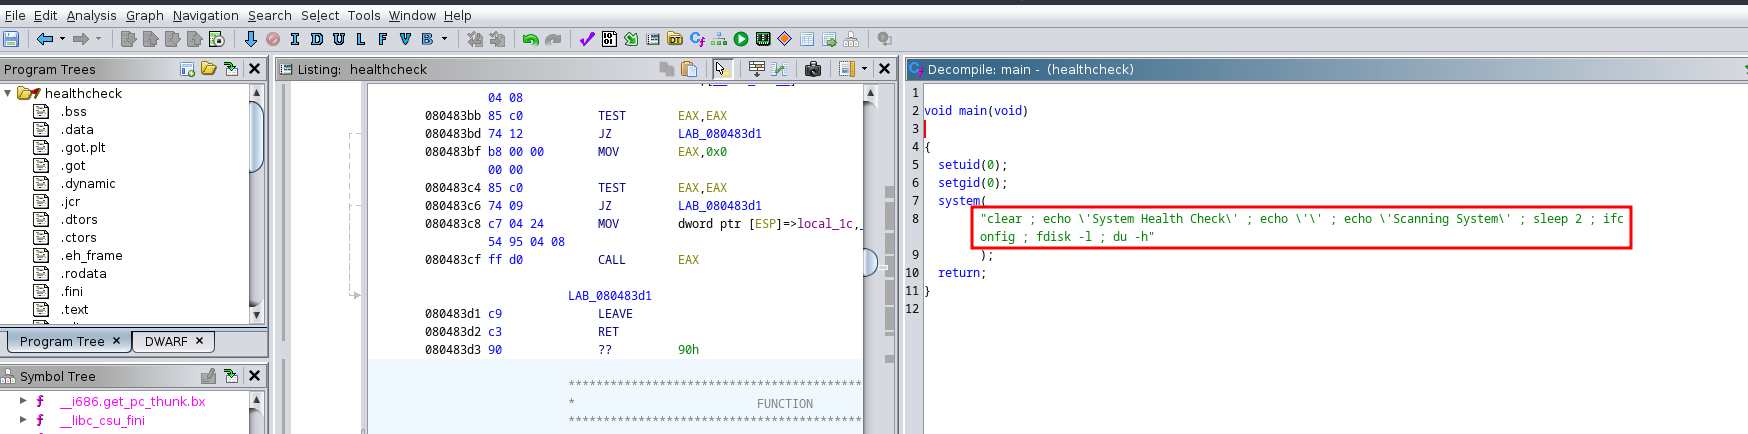 File Edit Analysis Graph Navigation Search Select Tools Window Help
I D U L F V B
Program Trees
healthcheck
.bss
.data
.got.plt
.got
.dynamic
.jcr
.dtors
.ctors
.eh_frame
.rodata
.fini
.text
Program Tree × DWARF ×
Symbol Tree
__i686.get_pc_thunk.bx
__libc_csu_fini
Listing: healthcheck
04 08
080483bb 85 c0 TEST EAX,EAX
080483bd 74 12 JZ LAB_080483d1
080483bf b8 00 00 MOV EAX,0x0
00 00
080483c4 85 c0 TEST EAX,EAX
080483c6 74 09 JZ LAB_080483d1
080483c8 c7 04 24 MOV dword ptr [ESP]=>local_1c,_
54 95 04 08
080483cf ff d0 CALL EAX
LAB_080483d1
080483d1 c9 LEAVE
080483d2 c3 RET
080483d3 90 ?? 90h
*****************************************
* FUNCTION
*****************************************
Decompile: main - (healthcheck)
1
2 void main(void)
3
4 {
5 setuid(0);
6 setgid(0);
7 system(
8 "clear ; echo \'System Health Check\' ; echo \'\' ; echo \'Scanning System\' ; sleep 2 ; ifc
onfig ; fdisk -l ; du -h"
9 );
10 return;
11 }
12